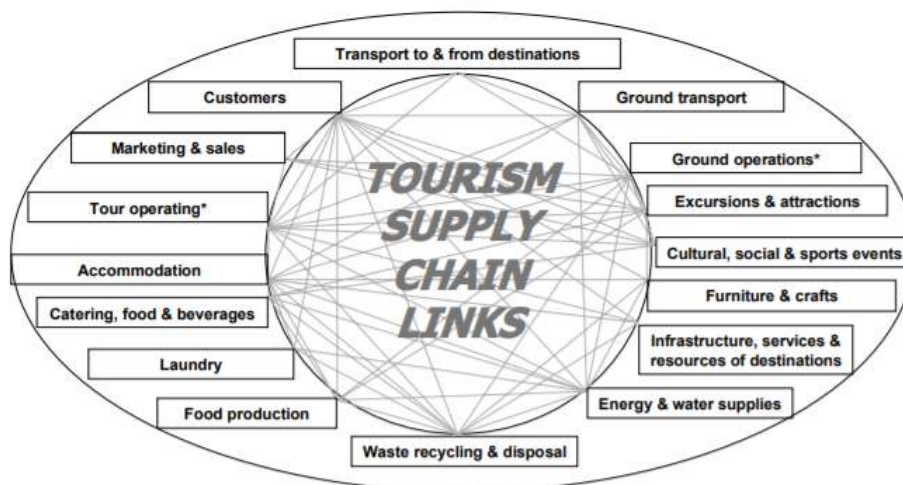 Transport to & from destinations
Customers
Ground transport
Marketing & sales
Ground operations*
Tour operating*
Excursions & attractions
Cultural, social & sports events
Accommodation
Furniture & crafts
Catering, food & beverages
Infrastructure, services &
resources of destinations
Laundry
Energy & water supplies
Food production
Waste recycling & disposal
TOURISM
SUPPLY
CHAIN
LINKS